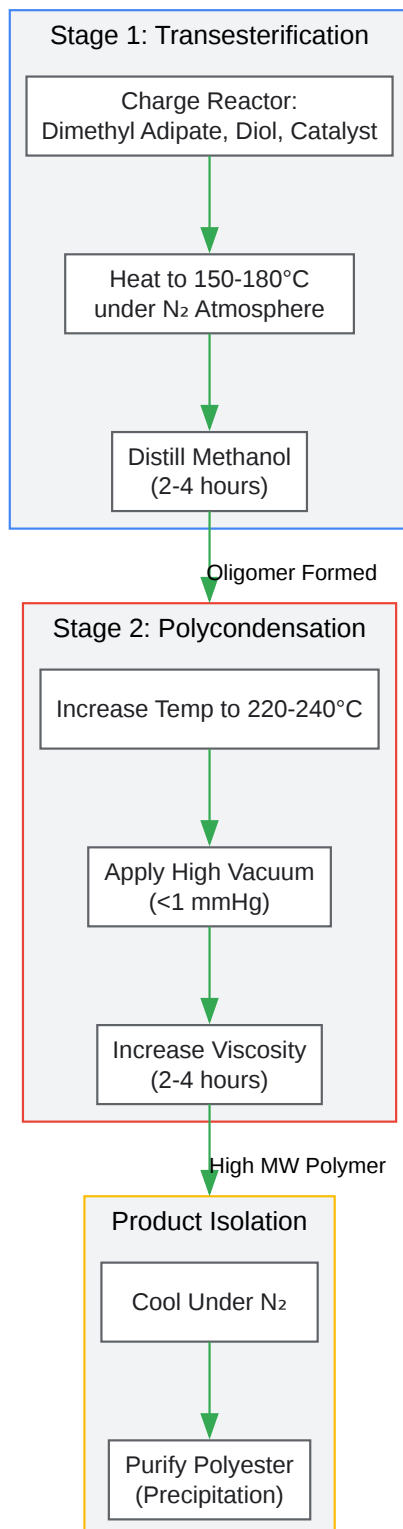 Stage 1: Transesterification
Charge Reactor:
Dimethyl Adipate, Diol, Catalyst
Heat to 150-180°C
under N₂ Atmosphere
Distill Methanol
(2-4 hours)
Oligomer Formed
Stage 2: Polycondensation
Increase Temp to 220-240°C
Apply High Vacuum
(<1 mmHg)
Increase Viscosity
(2-4 hours)
High MW Polymer
Product Isolation
Cool Under N₂
Purify Polyester
(Precipitation)